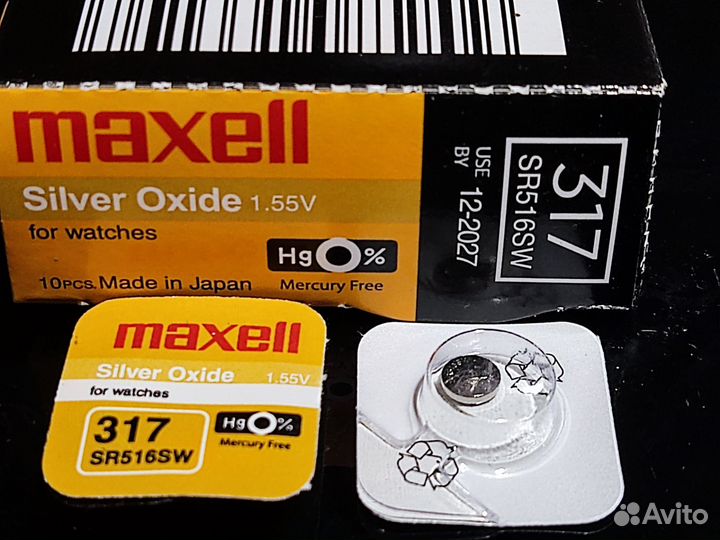 maxell
Silver Oxide 1.55V
for watches
Hg 0%
10PCS. Made in Japan
Mercury Free
USE BY 12-2027
317
SR516SW
maxell
Silver Oxide 1.55V
for watches
317
SR516SW
Hg 0%
Mercury Free
Avito